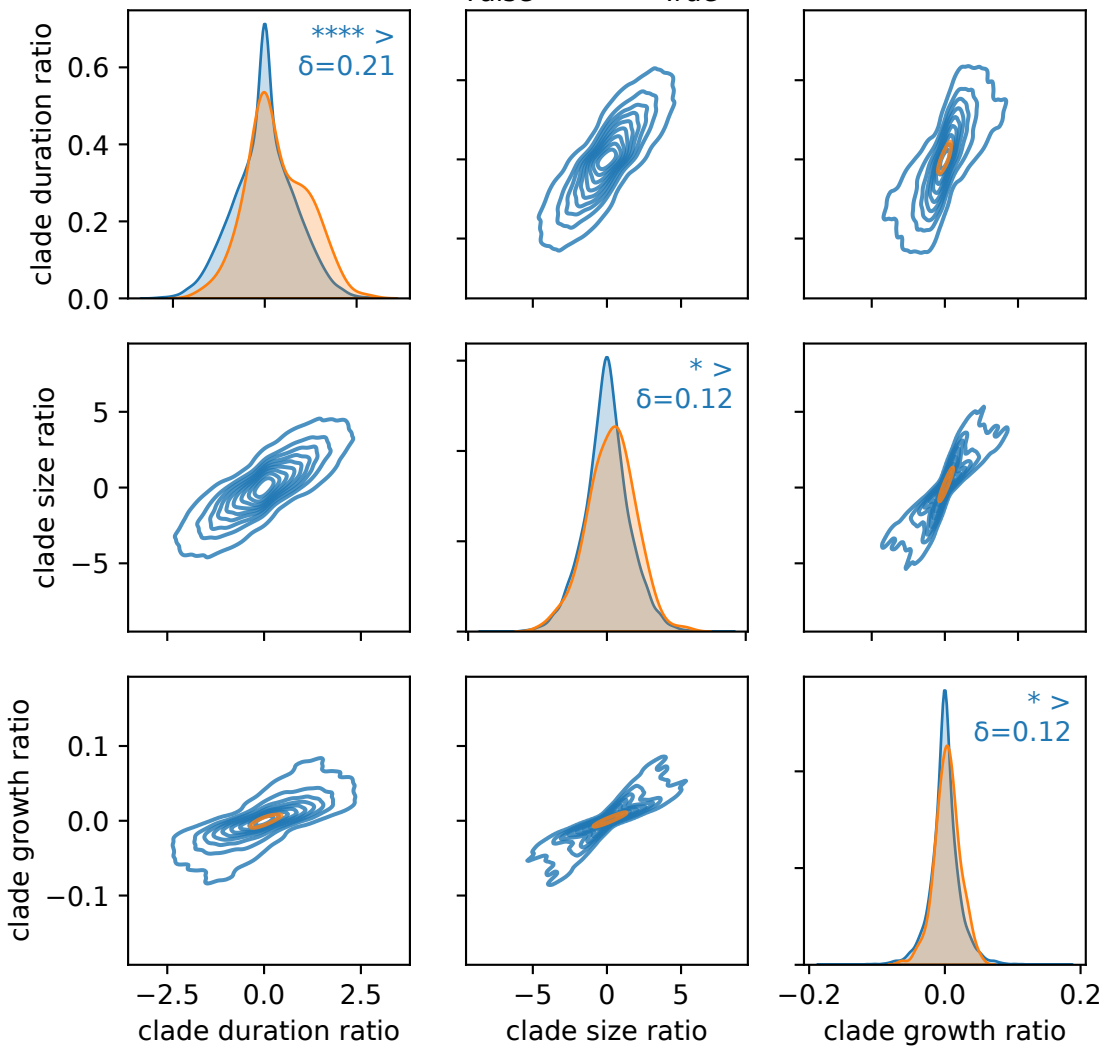 clade duration ratio
0.6
0.4
0.2
0.0
**** >
δ=0.21
clade size ratio
5
0
−5
* >
δ=0.12
clade growth ratio
0.1
0.0
−0.1
* >
δ=0.12
−2.5 0.0 2.5
−5 0 5
−0.2 0.0 0.2
clade duration ratio
clade size ratio
clade growth ratio